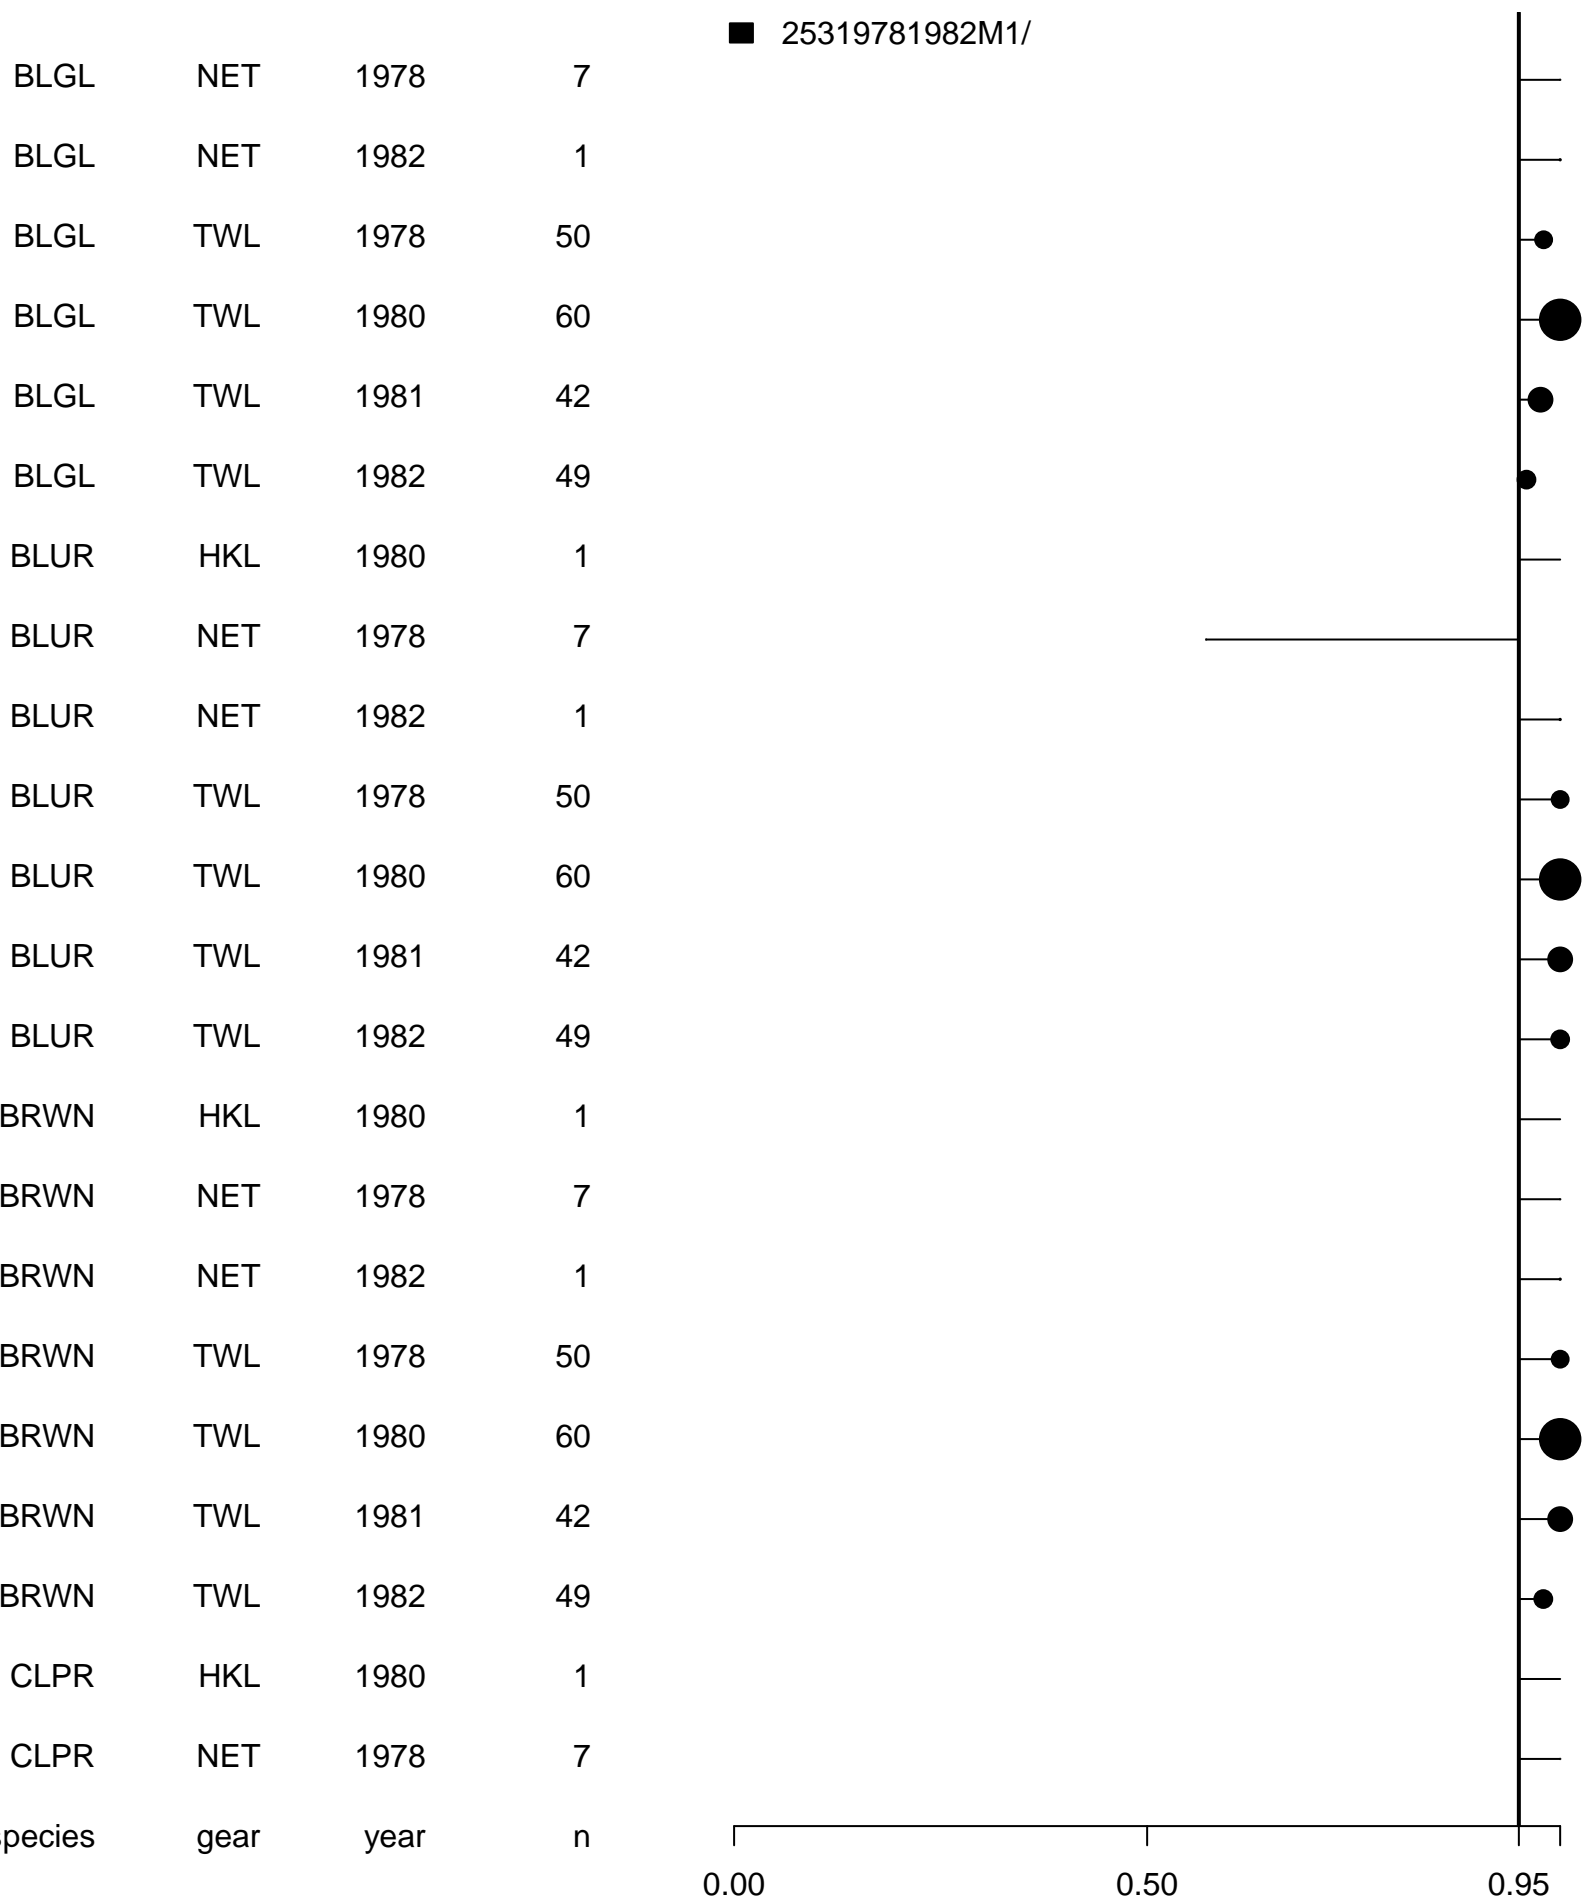 25319781982M1/
BLGL NET 1978 7
BLGL NET 1982 1
BLGL TWL 1978 50
BLGL TWL 1980 60
BLGL TWL 1981 42
BLGL TWL 1982 49
BLUR HKL 1980 1
BLUR NET 1978 7
BLUR NET 1982 1
BLUR TWL 1978 50
BLUR TWL 1980 60
BLUR TWL 1981 42
BLUR TWL 1982 49
BRWN HKL 1980 1
BRWN NET 1978 7
BRWN NET 1982 1
BRWN TWL 1978 50
BRWN TWL 1980 60
BRWN TWL 1981 42
BRWN TWL 1982 49
CLPR HKL 1980 1
CLPR NET 1978 7
species gear year n
0.00 0.50 0.95